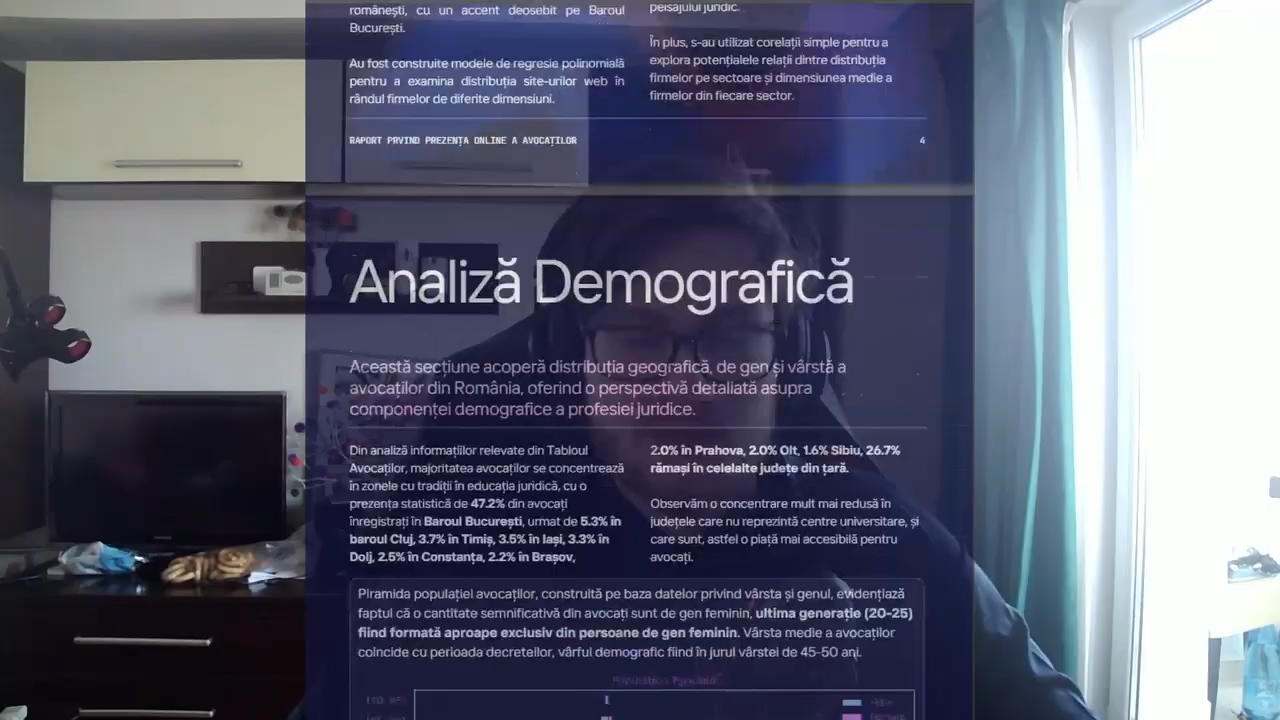 românești, cu un accent deosebit pe Baroul
București.
Au fost construite modele de regresie polinomială
pentru a examina distribuția site-urilor web în
rândul firmelor de diferite dimensiuni.
peisajului juridic.
În plus, s-au utilizat corelații simple pentru a
explora potențialele relații dintre distribuția
firmelor pe sectoare și dimensiunea medie a
firmelor din fiecare sector.
RAPORT PRVIND PREZENȚA ONLINE A AVOCAȚILOR 4
Analiză Demografică
Această secțiune acoperă distribuția geografică, de gen și vârstă a
avocaților din România, oferind o perspectivă detaliată asupra
componenței demografice a profesiei juridice.
Din analiză informațiilor relevate din Tabloul
Avocaților, majoritatea avocaților se concentrează
în zonele cu tradiții în educația juridică, cu o
prezența statistică de 47.2% din avocați
înregistrați în Baroul București, urmat de 5.3% în
baroul Cluj, 3.7% în Timiș, 3.5% în Iași, 3.3% în
Dolj, 2.5% în Constanța, 2.2% în Brașov,
2.0% în Prahova, 2.0% Olt, 1.6% Sibiu, 26.7%
rămași în celelalte județe din țară.
Observăm o concentrare mult mai redusă în
județele care nu reprezintă centre universitare, și
care sunt, astfel o piață mai accesibilă pentru
avocați.
Piramida populației avocaților, construită pe baza datelor privind vârsta și genul, evidențiază
faptul că o cantitate semnificativă din avocați sunt de gen feminin, ultima generație (20-25)
fiind formată aproape exclusiv din persoane de gen feminin. Vârsta medie a avocaților
coincide cu perioada decrețeilor, vârful demografic fiind în jurul vârstei de 45-50 ani.